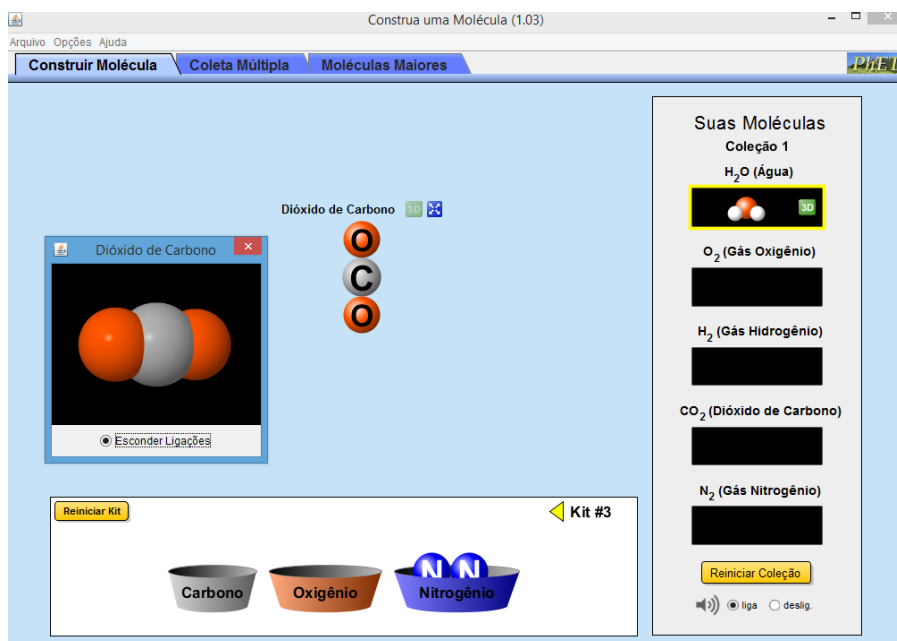 Construa uma Molécula (1.03)
Arquivo Opções Ajuda
Construir Molécula Coleta Múltipla Moléculas Maiores
PhET
Suas Moléculas
Coleção 1
H2O (Água)
3D
O2 (Gás Oxigênio)
H2 (Gás Hidrogênio)
CO2 (Dióxido de Carbono)
N2 (Gás Nitrogênio)
Reiniciar Coleção
liga deslig.
Dióxido de Carbono 3D
O
C
O
Dióxido de Carbono
Esconder Ligações
Reiniciar Kit
Kit #3
N N
Carbono Oxigênio Nitrogênio